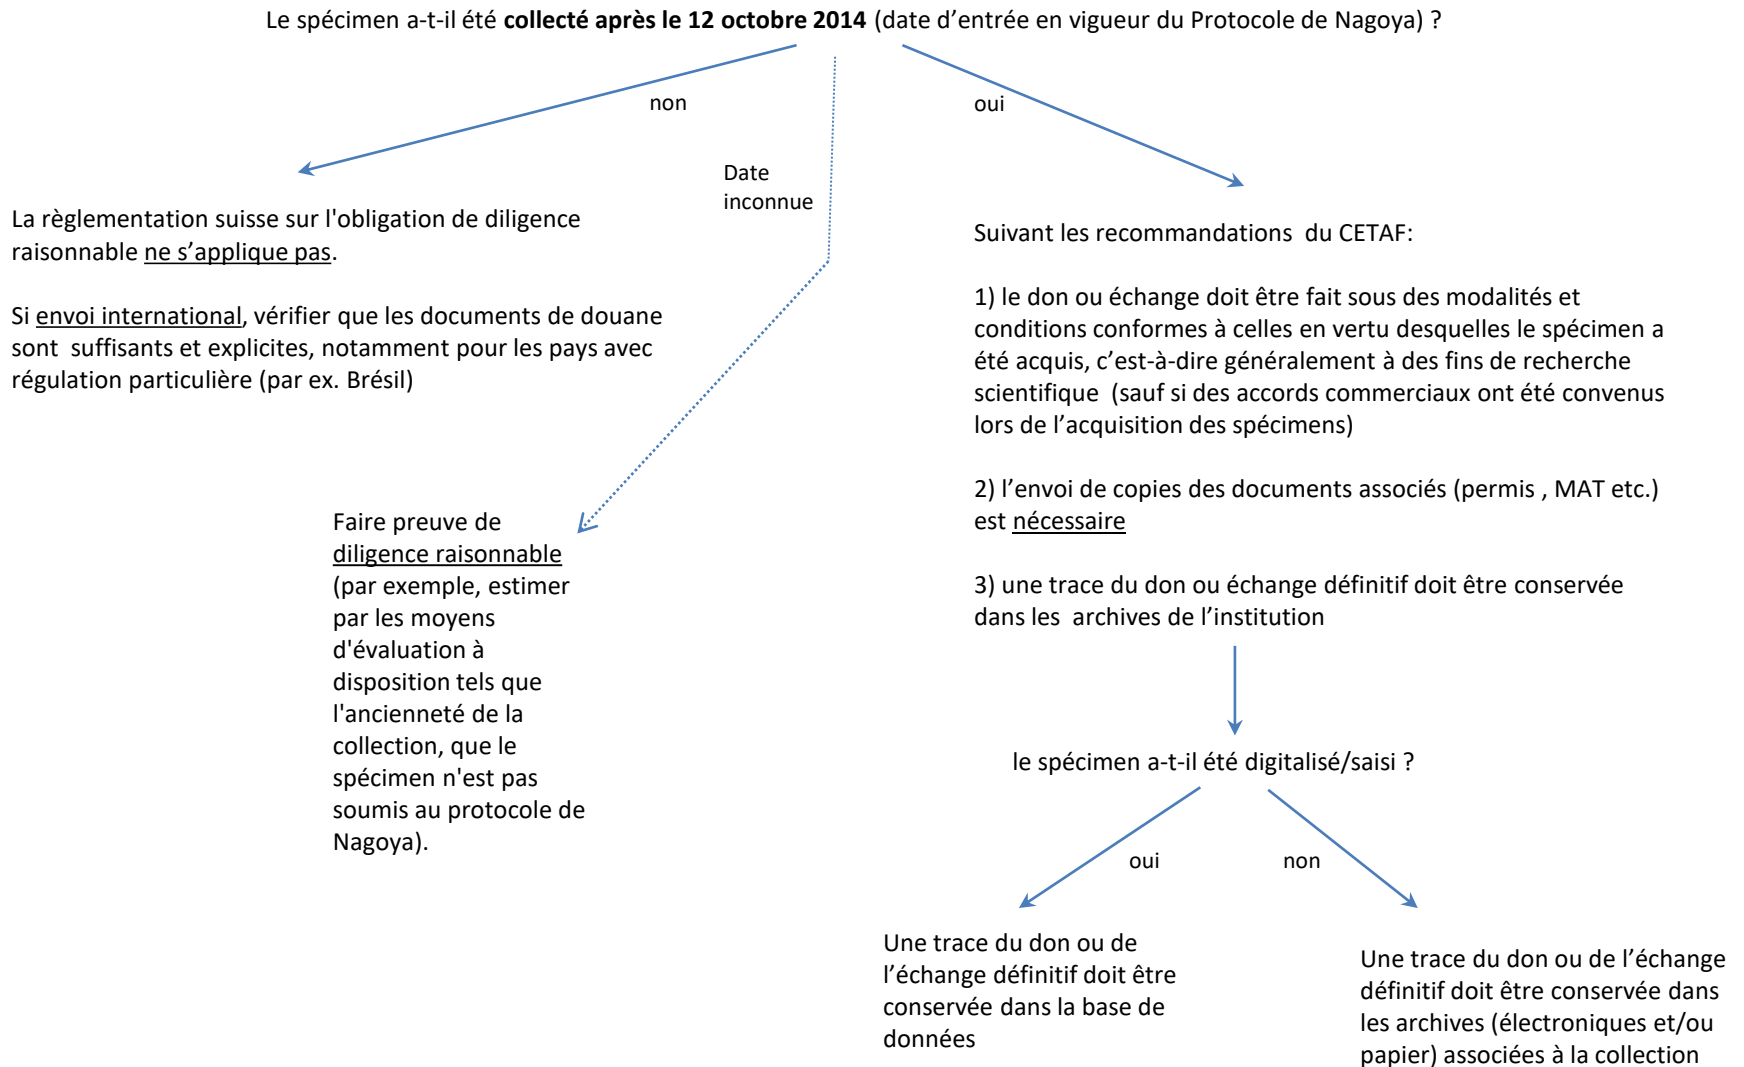 Le spécimen a-t-il été collecté après le 12 octobre 2014 (date d’entrée en vigueur du Protocole de Nagoya) ?
non
oui
Date
inconnue
La règlementation suisse sur l'obligation de diligence
raisonnable ne s’applique pas.
Si envoi international, vérifier que les documents de douane
sont suffisants et explicites, notamment pour les pays avec
régulation particulière (par ex. Brésil)
Faire preuve de
diligence raisonnable
(par exemple, estimer
par les moyens
d'évaluation à
disposition tels que
l'ancienneté de la
collection, que le
spécimen n'est pas
soumis au protocole de
Nagoya).
Suivant les recommandations du CETAF:
1) le don ou échange doit être fait sous des modalités et
conditions conformes à celles en vertu desquelles le spécimen a
été acquis, c’est-à-dire généralement à des fins de recherche
scientifique (sauf si des accords commerciaux ont été convenus
lors de l’acquisition des spécimens)
2) l’envoi de copies des documents associés (permis , MAT etc.)
est nécessaire
3) une trace du don ou échange définitif doit être conservée
dans les archives de l’institution
le spécimen a-t-il été digitalisé/saisi ?
oui
non
Une trace du don ou de
l’échange définitif doit être
conservée dans la base de
données
Une trace du don ou de l’échange
définitif doit être conservée dans
les archives (électroniques et/ou
papier) associées à la collection